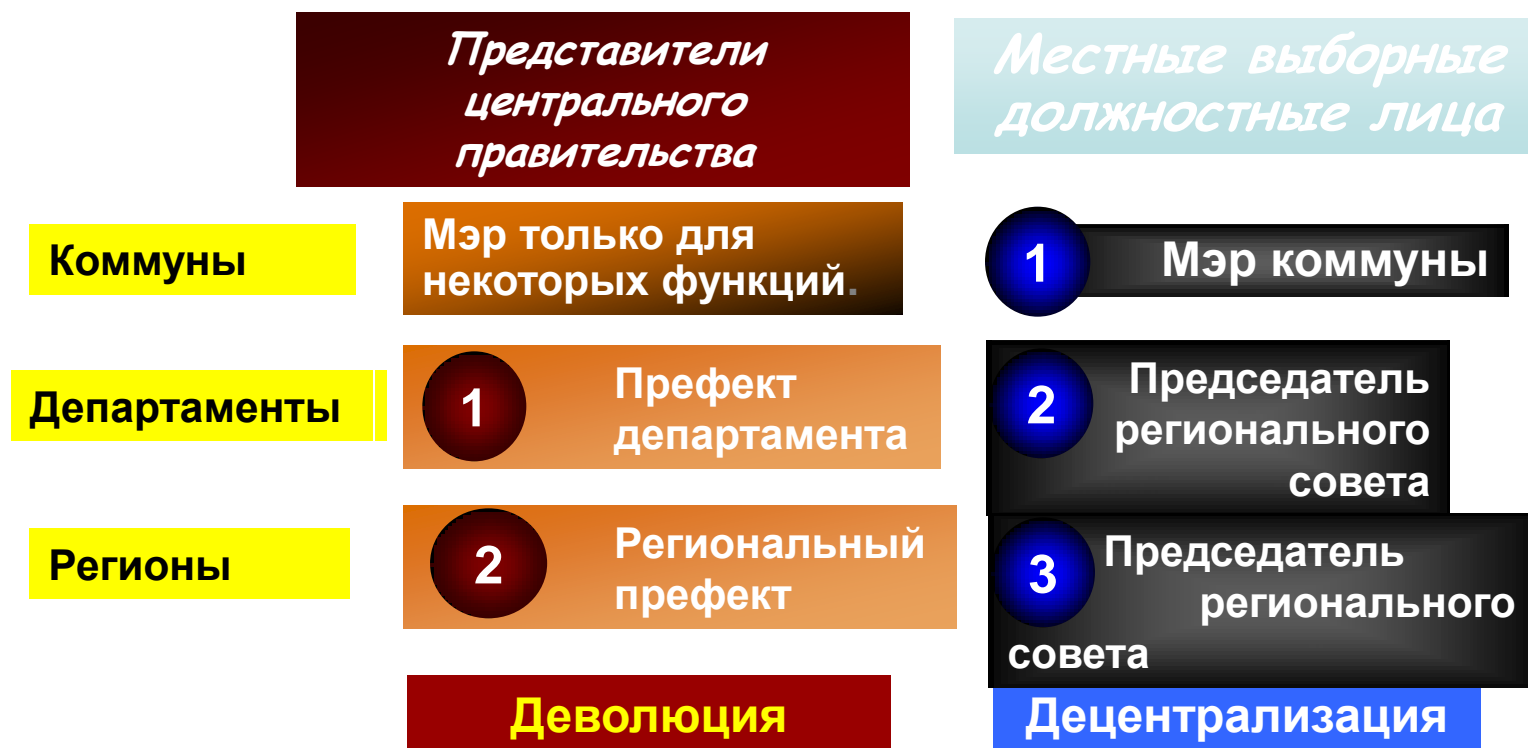 Представители
центрального
правительства
Местные выборные
должностные лица
Коммуны
Мэр только для
некоторых функций.
1
Мэр коммуны
Департаменты
1
Префект
департамента
2
Председатель
регионального
совета
Регионы
2
Региональный
префект
3
Председатель
регионального
совета
Деволюция
Децентрализация